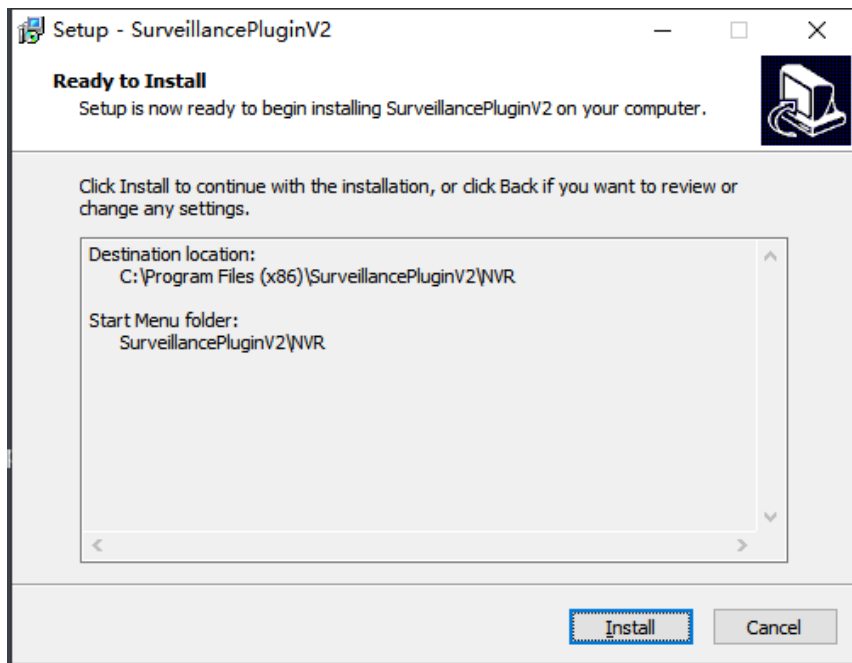 Setup - SurveillancePluginV2
Ready to Install
Setup is now ready to begin installing SurveillancePluginV2 on your computer.
Click Install to continue with the installation, or click Back if you want to review or
change any settings.
Destination location:
C:\Program Files (x86)\SurveillancePluginV2\NVR
Start Menu folder:
SurveillancePluginV2\NVR
Install
Cancel